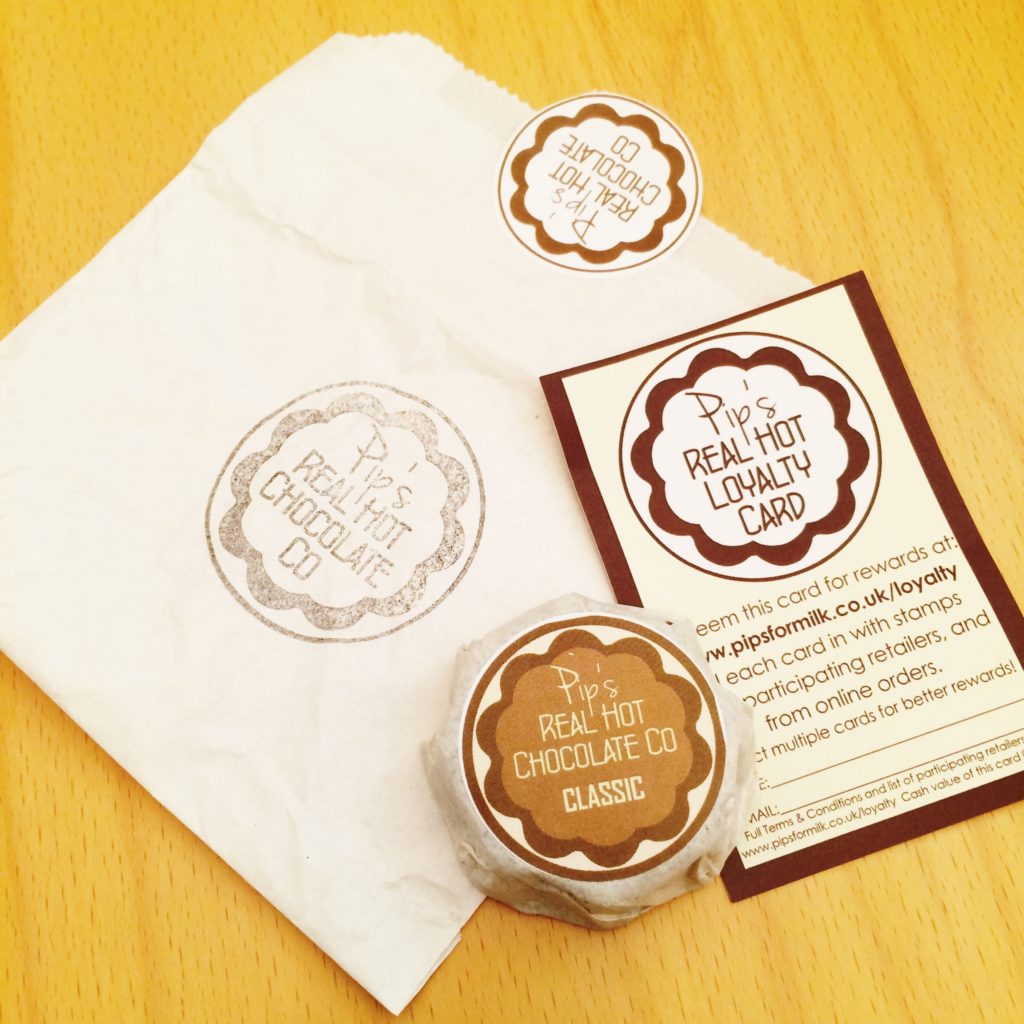 Pip's
REAL HOT
CHOCOLATE
CO
Pip's
REAL HOT
CHOCOLATE
CO
Pip's
REAL HOT
LOYALTY
CARD
eem this card for rewards at:
w.pipsformilk.co.uk/loyalty
each card in with stamps
participating retailers, and
from online orders.
ct multiple cards for better rewards!
E:
MAIL:
Full Terms & Conditions and list of participating retailers
www.pipsformilk.co.uk/loyalty Cash value of this card
Pip's
REAL HOT
CHOCOLATE CO
CLASSIC